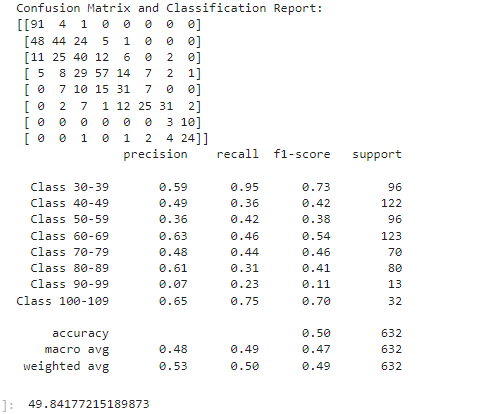 Confusion Matrix and Classification Report:
[[91  4  1  0  0  0  0  0]
 [48 44 24  5  1  0  0  0]
 [11 25 40 12  6  0  2  0]
 [ 5  8 29 57 14  7  2  1]
 [ 0  7 10 15 31  7  0  0]
 [ 0  2  7  1 12 25 31  2]
 [ 0  0  0  0  0  0  3 10]
 [ 0  0  1  0  1  2  4 24]]
precision recall f1-score support
Class 30-39 0.59 0.95 0.73 96
Class 40-49 0.49 0.36 0.42 122
Class 50-59 0.36 0.42 0.38 96
Class 60-69 0.63 0.46 0.54 123
Class 70-79 0.48 0.44 0.46 70
Class 80-89 0.61 0.31 0.41 80
Class 90-99 0.07 0.23 0.11 13
Class 100-109 0.65 0.75 0.70 32
accuracy 0.50 632
macro avg 0.48 0.49 0.47 632
weighted avg 0.53 0.50 0.49 632
]: 49.84177215189873